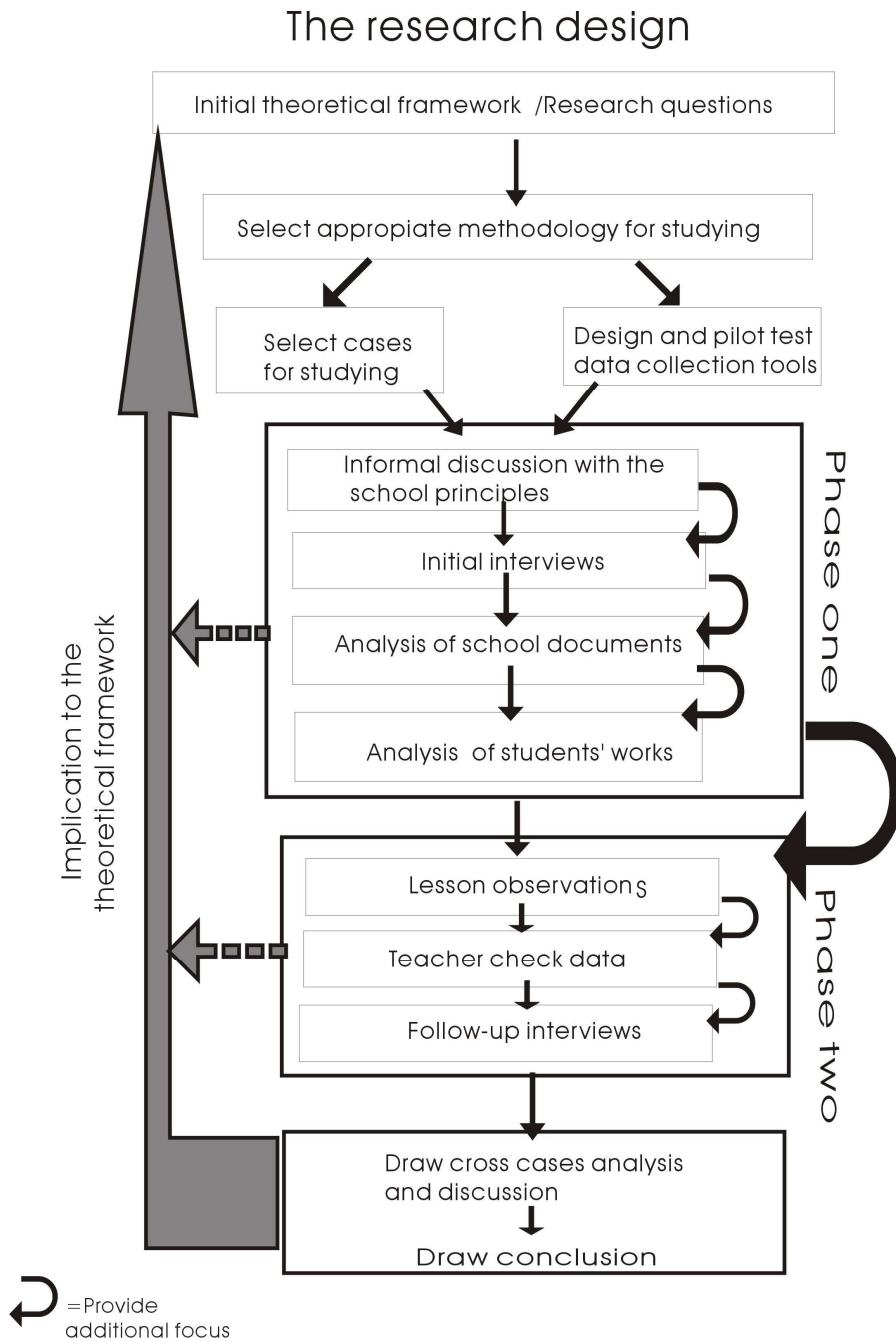 The research design
Initial theoretical framework /Research questions
Select appropiate methodology for studying
Select cases
for studying
Design and pilot test
data collection tools
Informal discussion with the
school principles
Initial interviews
Analysis of school documents
Analysis of students' works
Phase one
Implication to the
theoretical framework
Lesson observations
Teacher check data
Follow-up interviews
Phase two
Draw cross cases analysis
and discussion
Draw conclusion
=Provide
additional focus